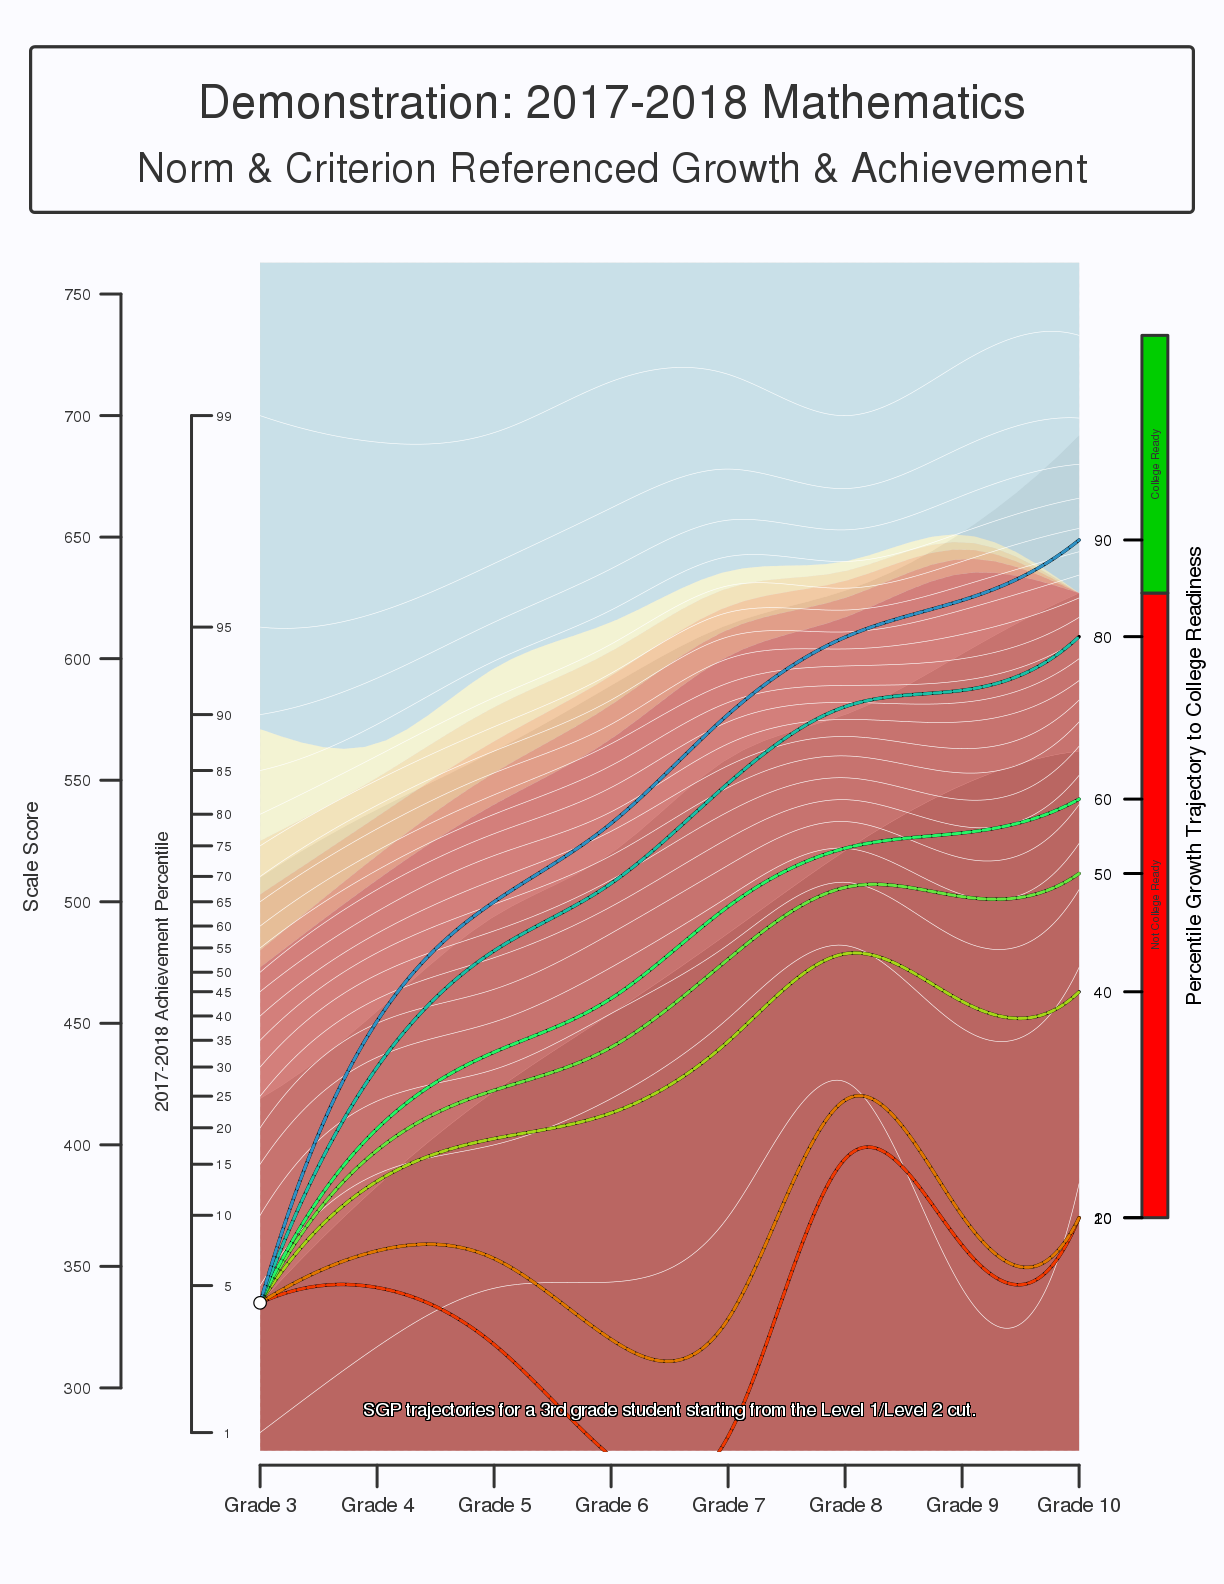 Demonstration: 2017-2018 Mathematics
Norm & Criterion Referenced Growth & Achievement
Scale Score
750
700
650
600
550
500
450
400
350
300
2017-2018 Achievement Percentile
99
95
90
85
80
75
70
65
60
55
50
45
40
35
30
25
20
15
10
5
1
SGP trajectories for a 3rd grade student starting from the Level 1/Level 2 cut.
Grade 3
Grade 4
Grade 5
Grade 6
Grade 7
Grade 8
Grade 9
Grade 10
90
80
60
50
40
20
College Ready
Not College Ready
Percentile Growth Trajectory to College Readiness